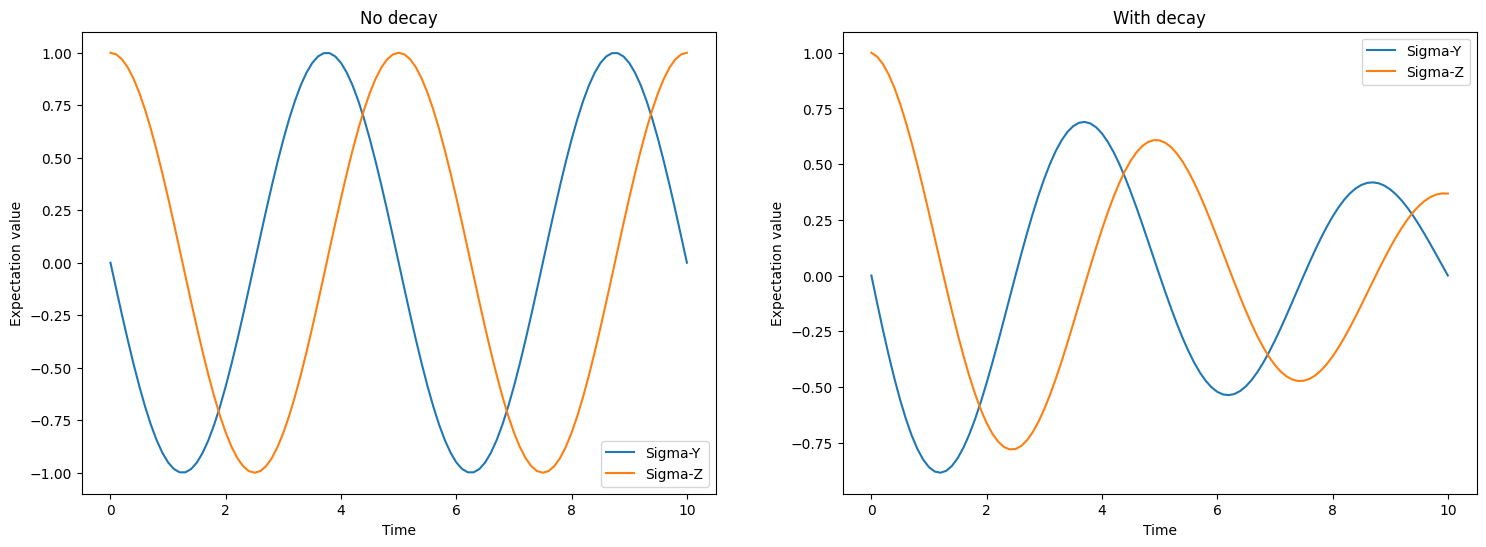 No decay
1.00
0.75
0.50
0.25
0.00
−0.25
−0.50
−0.75
−1.00
Expectation value
0 2 4 6 8 10
Time
Sigma-Y
Sigma-Z
With decay
1.00
0.75
0.50
0.25
0.00
−0.25
−0.50
−0.75
Expectation value
0 2 4 6 8 10
Time
Sigma-Y
Sigma-Z